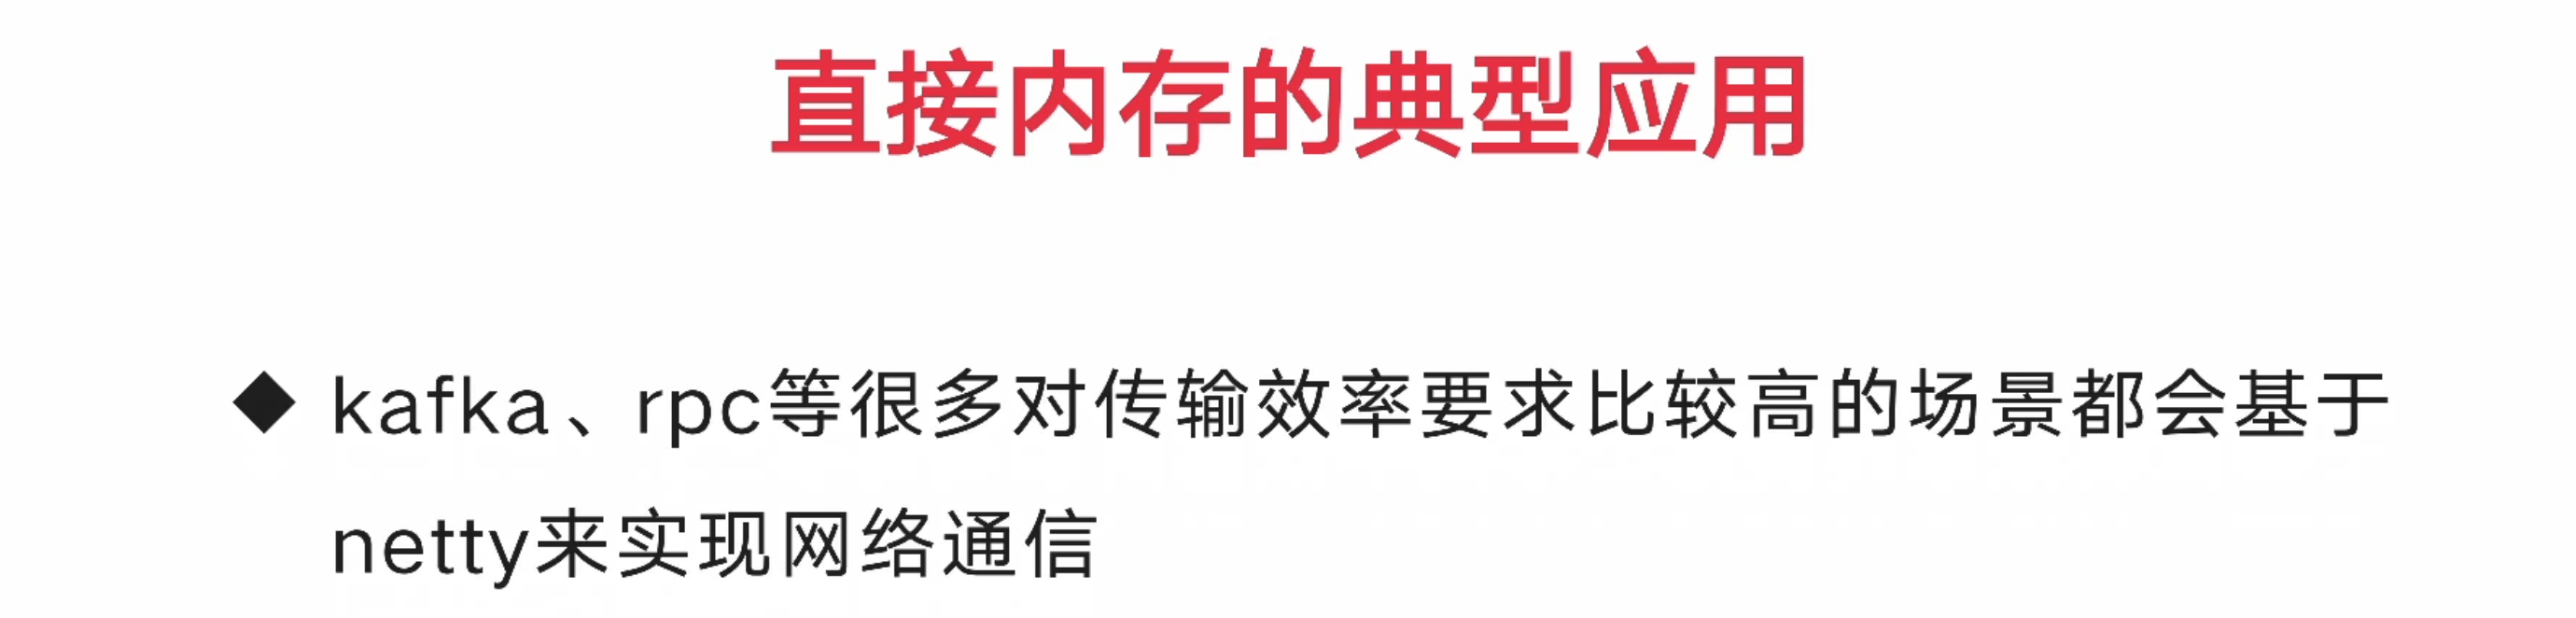 直接内存的典型应用
◆ kafka、rpc等很多对传输效率要求比较高的场景都会基于
netty来实现网络通信